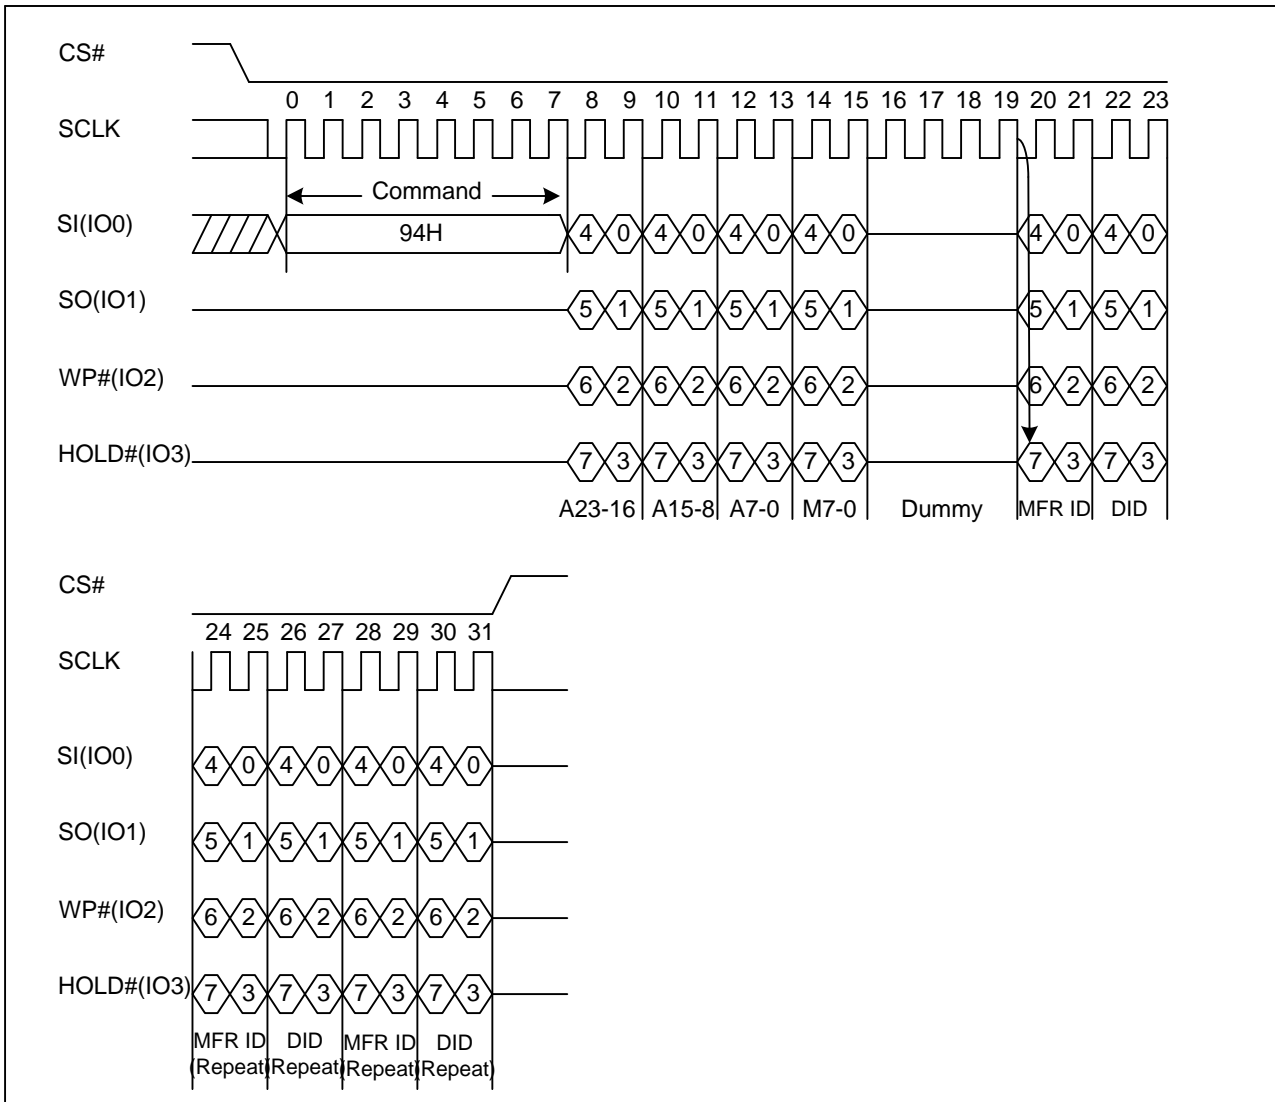 CS#
0 1 2 3 4 5 6 7 8 9 10 11 12 13 14 15 16 17 18 19 20 21 22 23
SCLK
Command
SI(IO0) 94H 4 0 4 0 4 0 4 0 4 0 4 0
SO(IO1) 5 1 5 1 5 1 5 1 5 1 5 1
WP#(IO2) 6 2 6 2 6 2 6 2 6 2 6 2
HOLD#(IO3) 7 3 7 3 7 3 7 3 7 3 7 3
A23-16 A15-8 A7-0 M7-0 Dummy MFR ID DID
CS#
24 25 26 27 28 29 30 31
SCLK
SI(IO0) 4 0 4 0 4 0 4 0
SO(IO1) 5 1 5 1 5 1 5 1
WP#(IO2) 6 2 6 2 6 2 6 2
HOLD#(IO3) 7 3 7 3 7 3 7 3
MFR ID DID MFR ID DID
(Repeat) (Repeat) (Repeat) (Repeat)